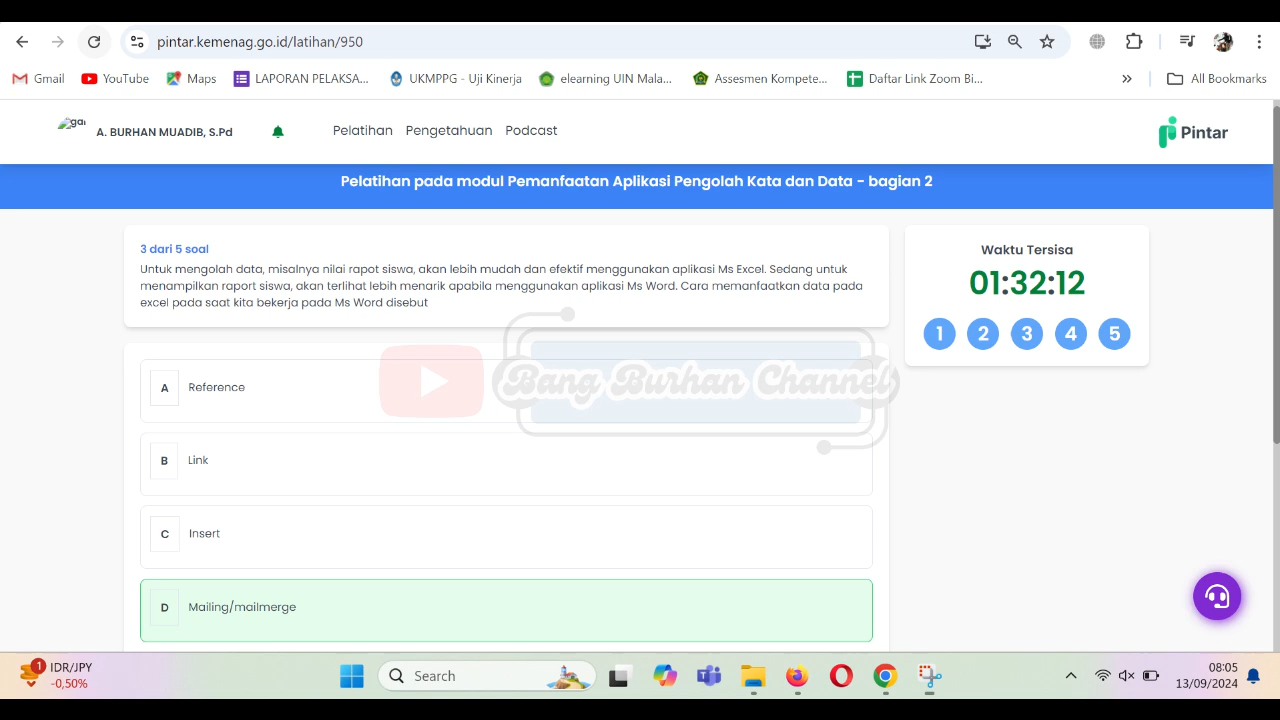 pintar.kemenag.go.id/latihan/950
Gmail YouTube Maps LAPORAN PELAKSA... UKMPPG - Uji Kinerja elearning UIN Mala... Assesmen Kompete... Daftar Link Zoom Bi... » All Bookmarks
gar A. BURHAN MUADIB, S.Pd Pelatihan Pengetahuan Podcast Pintar
Pelatihan pada modul Pemanfaatan Aplikasi Pengolah Kata dan Data - bagian 2
3 dari 5 soal
Untuk mengolah data, misalnya nilai rapot siswa, akan lebih mudah dan efektif menggunakan aplikasi Ms Excel. Sedang untuk
menampilkan raport siswa, akan terlihat lebih menarik apabila menggunakan aplikasi Ms Word. Cara memanfaatkan data pada
excel pada saat kita bekerja pada Ms Word disebut
Waktu Tersisa
01:32:12
1 2 3 4 5
Bang Burhan Channel
A Reference
B Link
C Insert
D Mailing/mailmerge
1 IDR/JPY
-0,50%
Search
08:05
13/09/2024